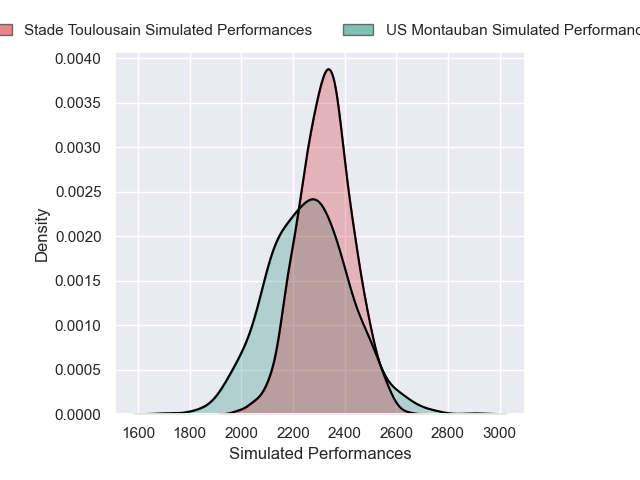 Stade Toulousain Simulated Performances US Montauban Simulated
0.0040
0.0035
0.0030
0.0025
0.0020
0.0015
0.0010
0.0005
0.0000
Density
1600 1800 2000 2200 2400 2600 2800 3000
Simulated Performances